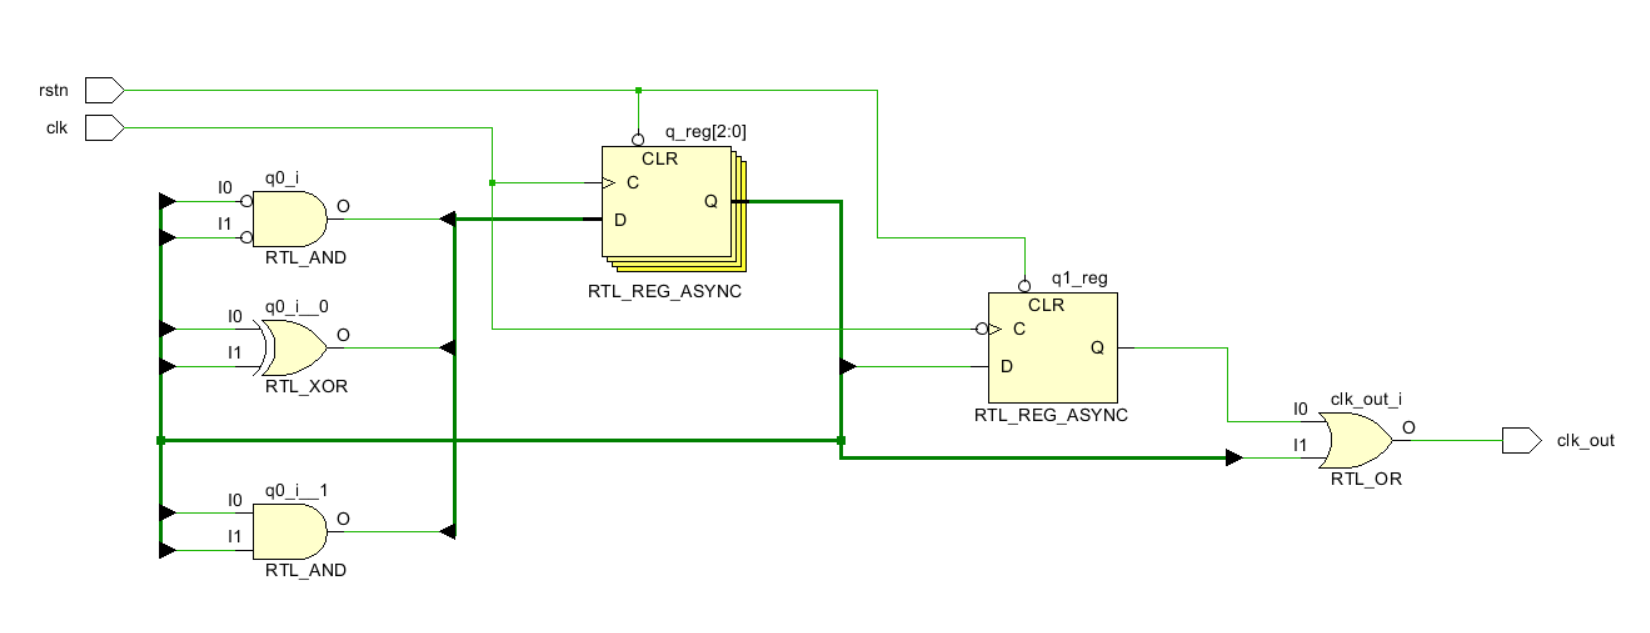 rstn
clk
q_reg[2:0]
CLR
C
Q
D
RTL_REG_ASYNC
q0_i
I0
I1
O
RTL_AND
q0_i__0
I0
I1
O
RTL_XOR
q0_i__1
I0
I1
O
RTL_AND
q1_reg
CLR
C
Q
D
RTL_REG_ASYNC
clk_out_i
I0
I1
O
RTL_OR
clk_out